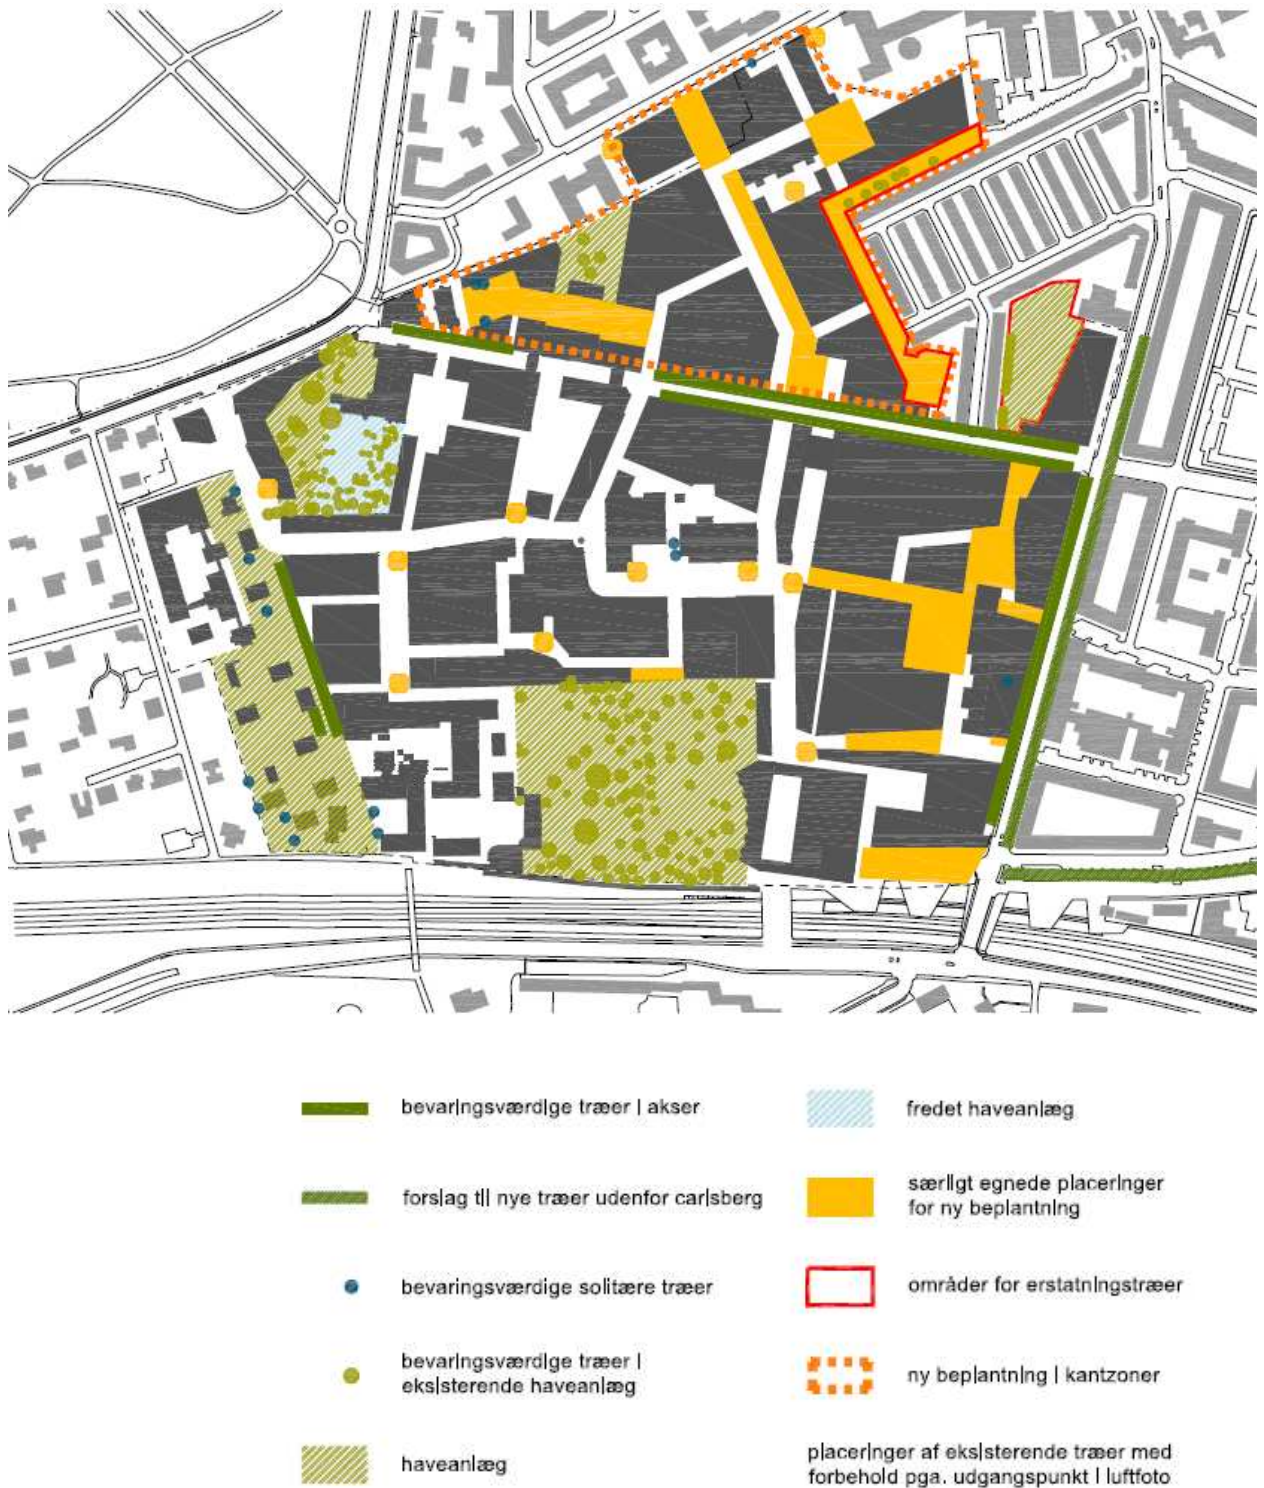 bevaringsværdige træer i akser
forslag til nye træer udenfor carlsberg
bevaringsværdige solitære træer
bevaringsværdige træer i
eksisterende haveanlæg
haveanlæg
fredet haveanlæg
særligt egnede placeringer
for ny beplantning
områder for erstatningstræer
ny beplantning i kantzoner
placeringer af eksisterende træer med
forbehold pga. udgangspunkt i luftfoto